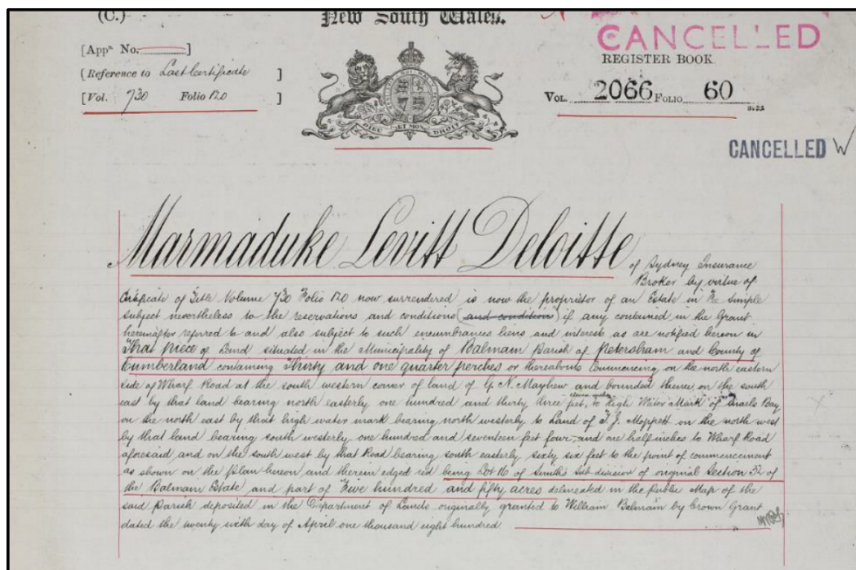 (C.)
New South Wales.
CANCELLED
[Appn. No. ]
[Reference to Last Certificate ]
[Vol. 730 Folio 120 ]
REGISTER BOOK.
VOL. 2066 FOLIO 60
DIEU ET MON DROIT
CANCELLED W
Marmaduke Levitt Deloitte of Sydney Insurance
Broker by virtue of
Certificate of Title Volume 730 Folio 120 now surrendered is now the proprietor of an Estate in Fee Simple
subject nevertheless to the reservations and conditions (and condition) if any contained in the Grant
hereinafter referred to and also subject to such encumbrances liens and interests as are notified hereon in
That piece of Land situated in the Municipality of Balmain Parish of Petersham and County of
Cumberland containing Thirty and one quarter perches or thereabouts Commencing on the north eastern
side of Wharf Road at the south western corner of land of G. N. Mayhew and bounded thence on the south
east by that land bearing north easterly one hundred and thirty three feet, to High Water Mark of Snails Bay
on the north east by that high water mark bearing north westerly to land of T. J. Moppett on the north west
by that land bearing south westerly one hundred and seventeen feet four and one half inches to Wharf Road
aforesaid and on the south west by that Road bearing south easterly sixty six feet to the point of commencement
as shown on the plan hereon and therein edged red being Lot 16 of Smith's Sub-division of original Section 32 of
the Balmain Estate and part of Five hundred and fifty acres delineated in the Public Map of the
said Parish deposited in the Department of Lands originally granted to William Balmain by Crown Grant
dated the twenty sixth day of April one thousand eight hundred